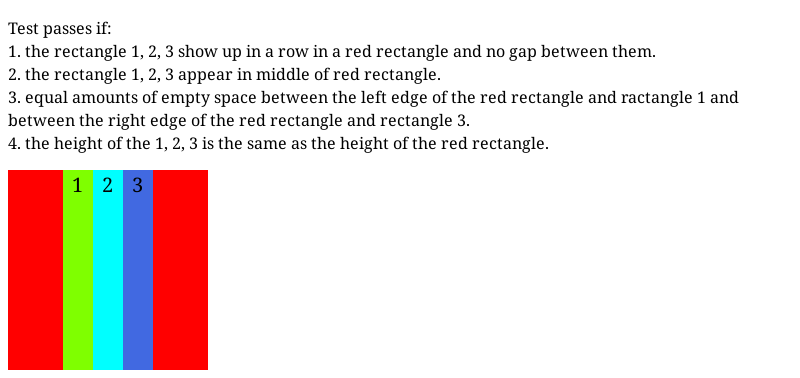 Test passes if:
1. the rectangle 1, 2, 3 show up in a row in a red rectangle and no gap between them.
2. the rectangle 1, 2, 3 appear in middle of red rectangle.
3. equal amounts of empty space between the left edge of the red rectangle and ractangle 1 and
between the right edge of the red rectangle and rectangle 3.
4. the height of the 1, 2, 3 is the same as the height of the red rectangle.
1 2 3